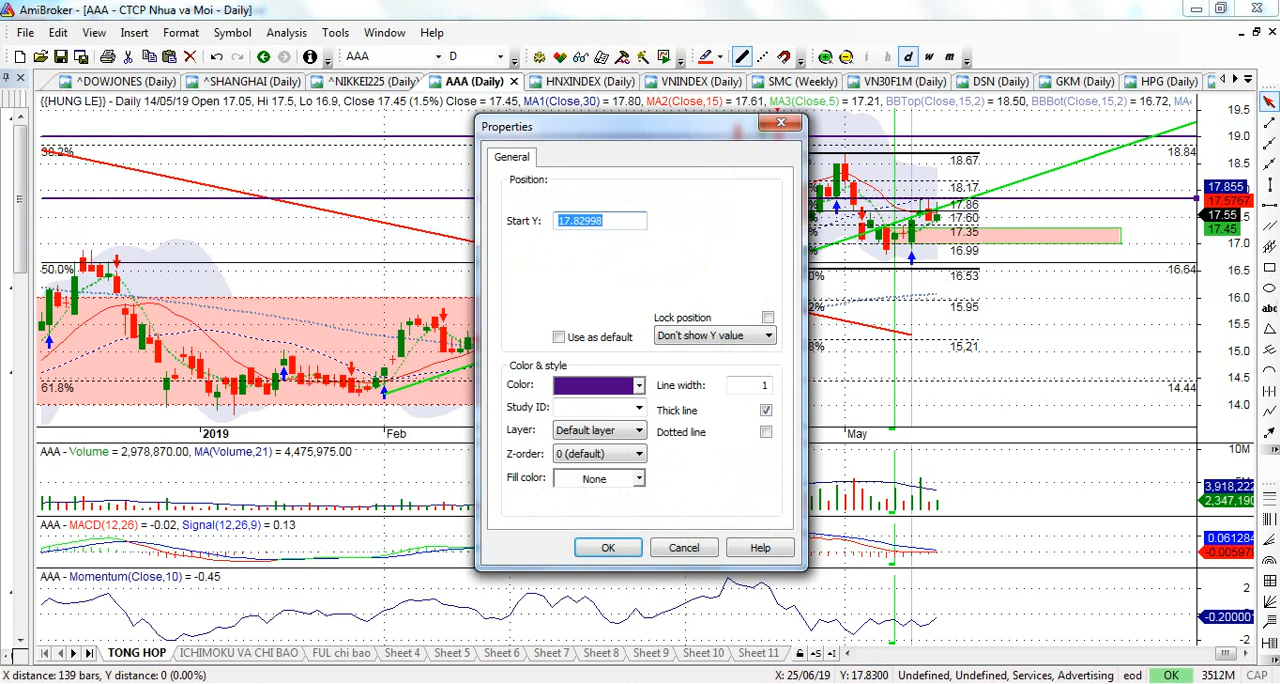 AmiBroker - [AAA - CTCP Nhua va Moi - Daily]
File Edit View Insert Format Symbol Analysis Tools Window Help
AAA D i h d w m
^DOWJONES (Daily) ^SHANGHAI (Daily) ^NIKKEI225 (Daily) AAA (Daily) HNXINDEX (Daily) VNINDEX (Daily) $MC (Weekly) VN30F1M (Daily) DSN (Daily) GKM (Daily) HPG (Daily)
{{HUNG LE}} - Daily 14/05/19 Open 17.05, Hi 17.5, Lo 16.9, Close 17.45 (1.5%) Close = 17.45, MA1(Close,30) = 17.80, MA2(Close,15) = 17.61, MA3(Close,5) = 17.21, BBTop(Close,15,2) = 18.50, BBBot(Close,15,2) = 16.72, MA4
Properties
General
Position:
Start Y: 17.82998
Lock position
Use as default Don't show Y value
Color & style
Color: Line width: 1
Study ID: Thick line
Layer: Default layer Dotted line
Z-order: 0 (default)
Fill color: None
OK Cancel Help
50.0%
61.8%
18.67
18.17
17.86
17.60
17.35
16.99
16.53
15.95
15.21
18.84
16.64
14.44
19.5
19.0
18.5
17.855
17.5767
17.55
17.45
17.0
16.5
16.0
15.5
15.0
14.5
14.0
2019 Feb May
AAA - Volume = 2,978,870.00, MA(Volume,21) = 4,475,975.00
10M
3,918,222
2,347,190
AAA - MACD(12,26) = -0.02, Signal(12,26,9) = 0.13
0.061284
-0.005979
AAA - Momentum(Close,10) = -0.45
2
-0.20000
-2
TONG HOP ICHIMOKU VA CHI BAO FUL chi bao Sheet 4 Sheet 5 Sheet 6 Sheet 7 Sheet 8 Sheet 9 Sheet 10 Sheet 11
X distance: 139 bars, Y distance: 0 (0.00%) X: 25/06/19 Y: 17.8300 Undefined, Undefined, Services, Advertising eod OK 3512M CAP